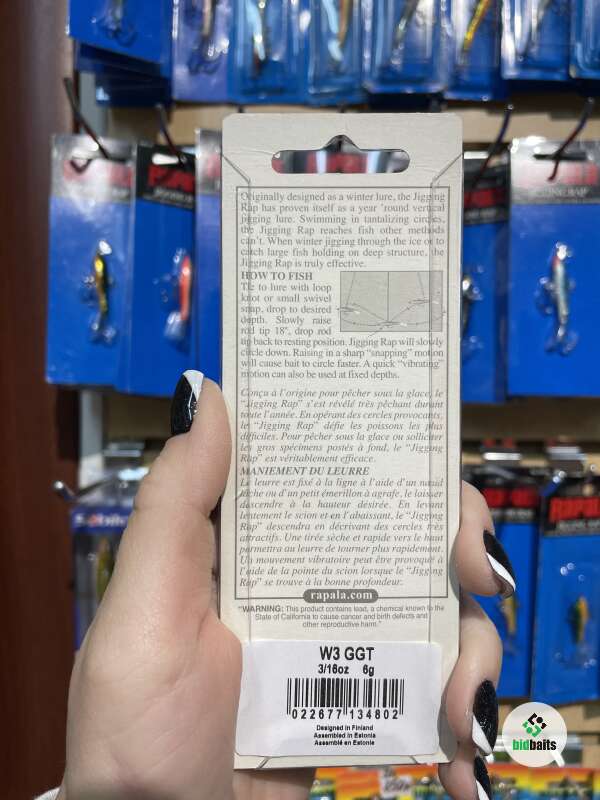 Originally designed as a winter lure, the Jigging
Rap has proven itself as a year 'round vertical
jigging lure. Swimming in tantalizing circles,
the Jigging Rap reaches fish other methods
can't. When winter jigging through the ice or to
catch large fish holding on deep structure, the
Jigging Rap is truly effective.
HOW TO FISH
Tie to lure with loop
knot or small swivel
snap, drop to desired
depth. Slowly raise
rod tip 18", drop rod
tip back to resting position. Jigging Rap will slowly
circle down. Raising in a sharp "snapping" motion
will cause bait to circle faster. A quick "vibrating"
motion can also be used at fixed depths.
Conçu à l'origine pour pêcher sous la glace, le
"Jigging Rap" s'est révélé très pêchant durant
toute l'année. En opérant des cercles provocants,
le "Jigging Rap" défie les poissons les plus
difficiles. Pour pêcher sous la glace ou solliciter
les gros spécimens postés à fond, le "Jigging
Rap" est véritablement efficace.
MANIEMENT DU LEURRE
Le leurre est fixé à la ligne à l'aide d'un nœud
lâche ou d'un petit émerillon à agrafe, le laisser
descendre à la hauteur désirée. En levant
lentement le scion et en l'abaissant, le "Jigging
Rap" descendra en décrivant des cercles très
attractifs. Une tirée sèche et rapide vers le haut
permettra au leurre de tourner plus rapidement.
Un mouvement vibratoire peut être provoqué à
l'aide de la pointe du scion lorsque le "Jigging
Rap" se trouve à la bonne profondeur.
rapala.com
"WARNING: This product contains lead, a chemical known to the
State of California to cause cancer and birth defects and
other reproductive harm."
W3 GGT
3/16oz 6g
022677 134802
Designed in Finland
Assembled in Estonia
Assemblé en Estonie
bidbaits